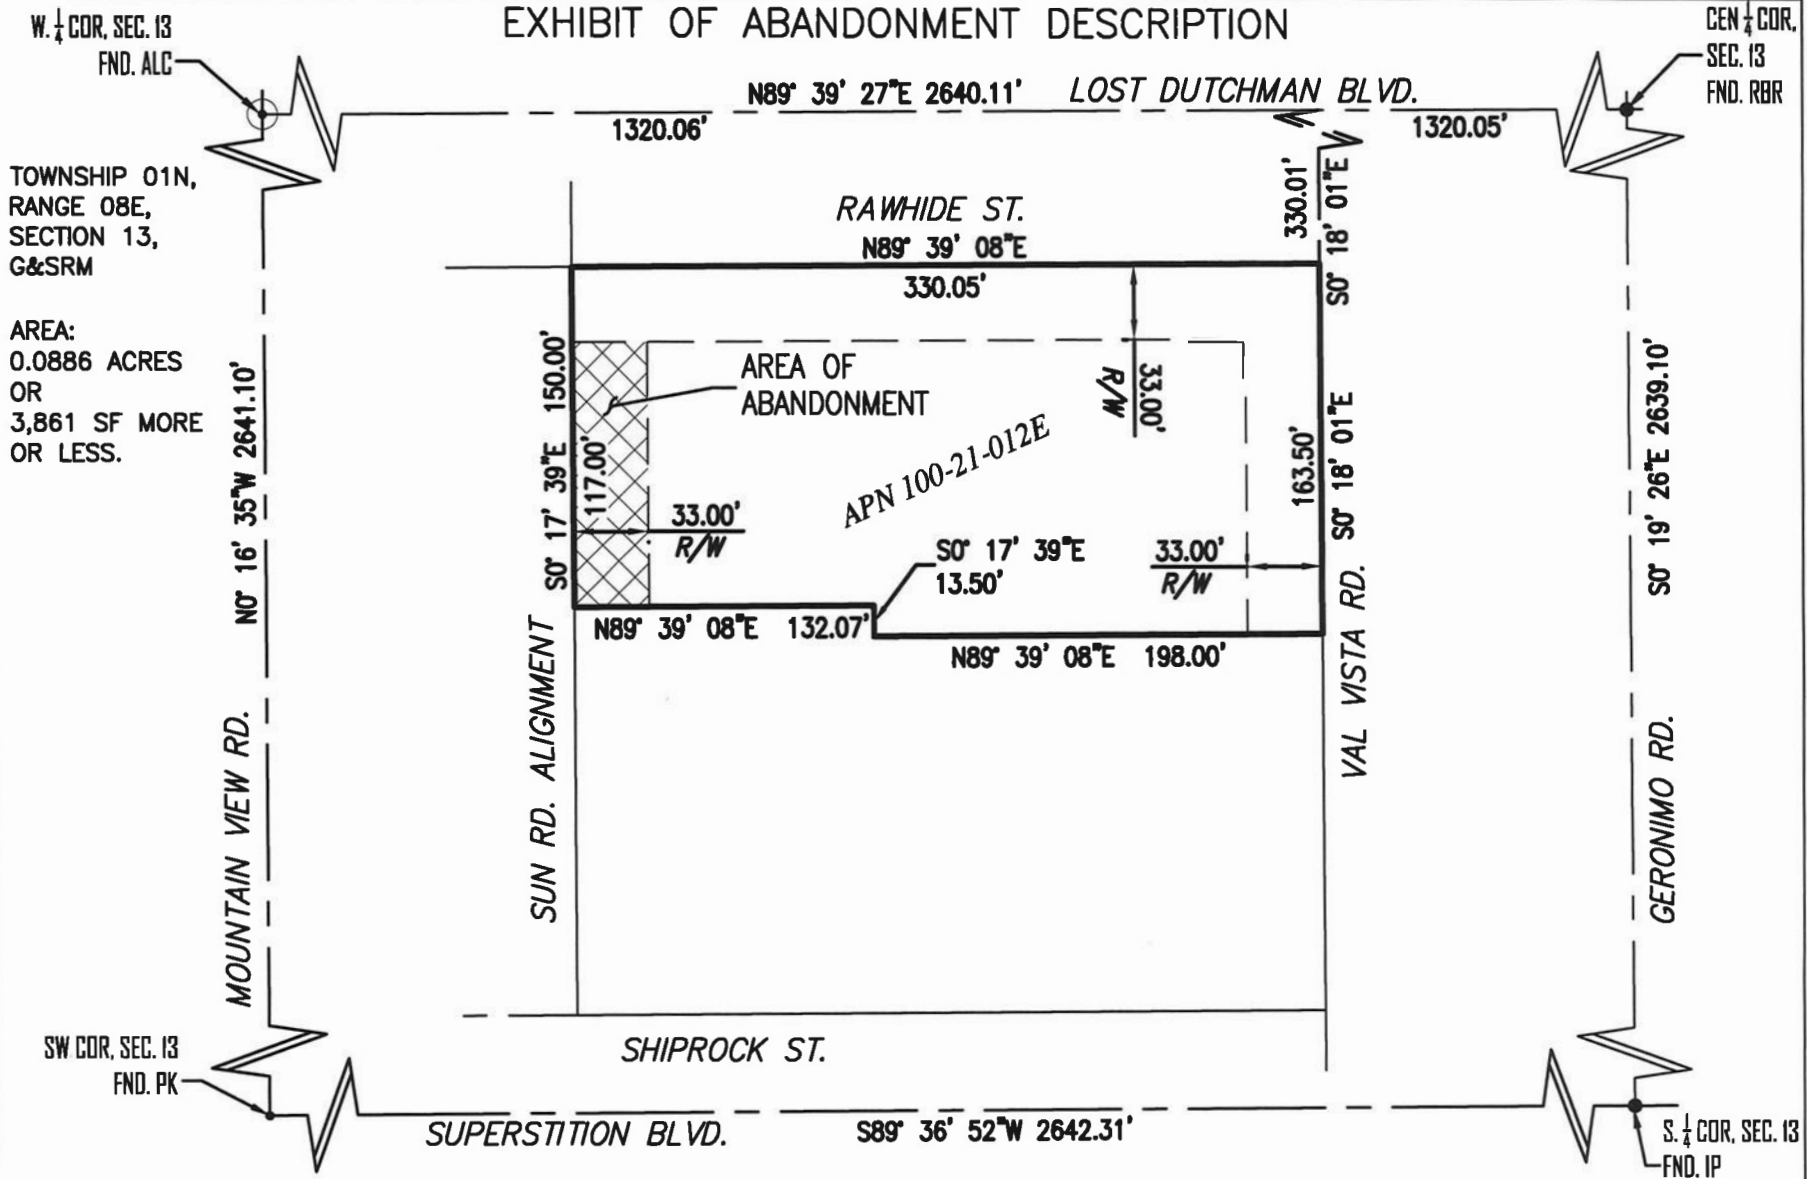 EXHIBIT OF ABANDONMENT DESCRIPTION
W. 1/4 COR, SEC. 13
FND. ALC
CEN 1/4 COR,
SEC. 13
FND. RBR
N89° 39' 27"E 2640.11'
LOST DUTCHMAN BLVD.
1320.06'
1320.05'
TOWNSHIP 01N,
RANGE 08E,
SECTION 13,
G&SRM
AREA:
0.0886 ACRES
OR
3,861 SF MORE
OR LESS.
330.01'
S0° 18' 01"E
RAWHIDE ST.
N89° 39' 08"E
330.05'
N0° 16' 35"W 2641.10'
S0° 17' 39"E 150.00'
117.00'
AREA OF
ABANDONMENT
33.00'
R/W
APN 100-21-012E
33.00'
R/W
S0° 17' 39"E
13.50'
33.00'
R/W
163.50'
S0° 18' 01"E
S0° 19' 26"E 2639.10'
N89° 39' 08"E 132.07'
N89° 39' 08"E 198.00'
MOUNTAIN VIEW RD.
SUN RD. ALIGNMENT
VAL VISTA RD.
GERONIMO RD.
SHIPROCK ST.
SW COR, SEC. 13
FND. PK
SUPERSTITION BLVD.
S89° 36' 52"W 2642.31'
S. 1/4 COR, SEC. 13
FND. IP